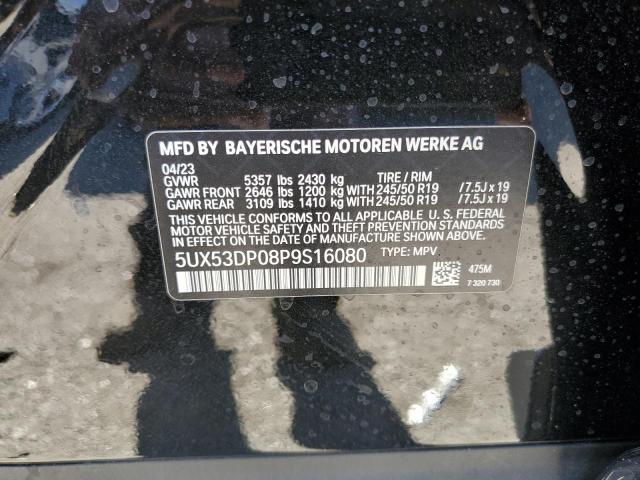 MFD BY BAYERISCHE MOTOREN WERKE AG
04/23
GVWR 5357 lbs 2430 kg TIRE / RIM
GAWR FRONT 2646 lbs 1200 kg WITH 245/50 R19 / 7.5J x 19
GAWR REAR 3109 lbs 1410 kg WITH 245/50 R19 / 7.5J x 19
THIS VEHICLE CONFORMS TO ALL APPLICABLE U. S. FEDERAL
MOTOR VEHICLE SAFETY AND THEFT PREVENTION STANDARDS
IN EFFECT ON THE DATE OF MANUFACTURE SHOWN ABOVE.
5UX53DP08P9S16080 TYPE: MPV
475M
7 320 730